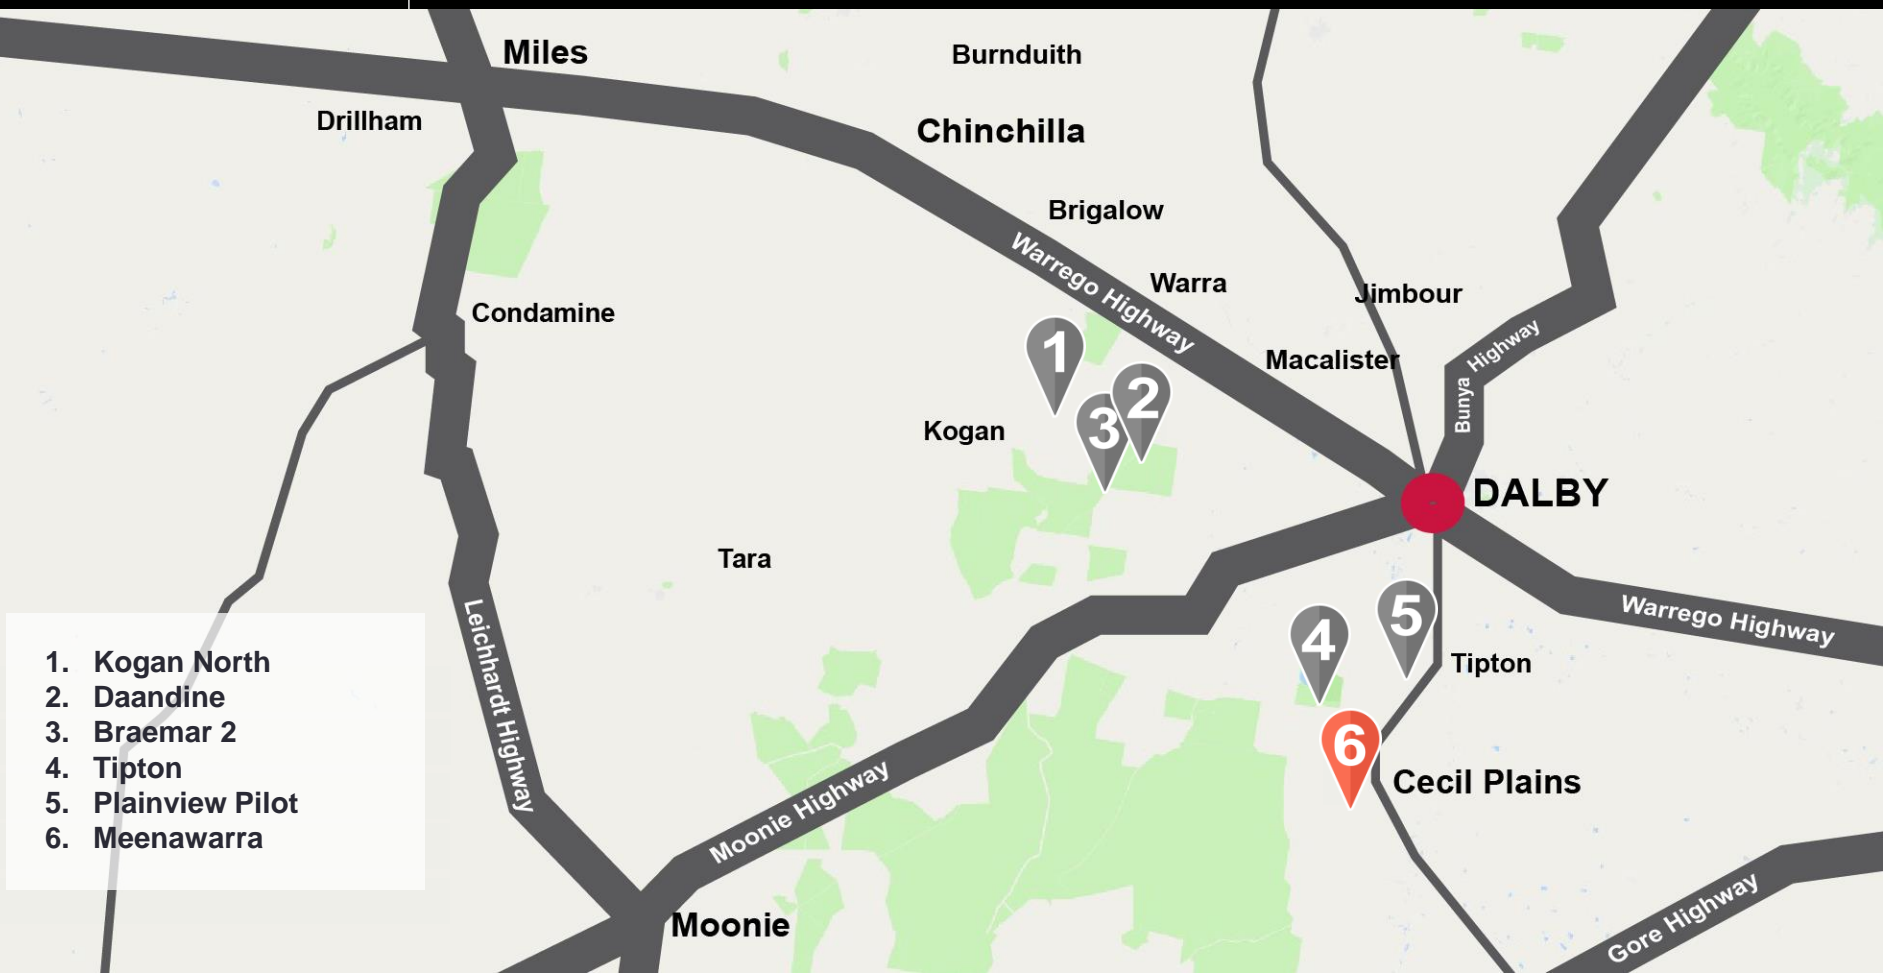 Miles
Burnduith
Drillham
Chinchilla
Brigalow
Warrego Highway
Warra
Jimbour
Condamine
1
Macalister
Bunya Highway
2
3
Kogan
DALBY
Tara
Leichhardt Highway
5
4
Warrego Highway
Tipton
6
Cecil Plains
Moonie Highway
Moonie
Gore Highway
1. Kogan North
2. Daandine
3. Braemar 2
4. Tipton
5. Plainview Pilot
6. Meenawarra